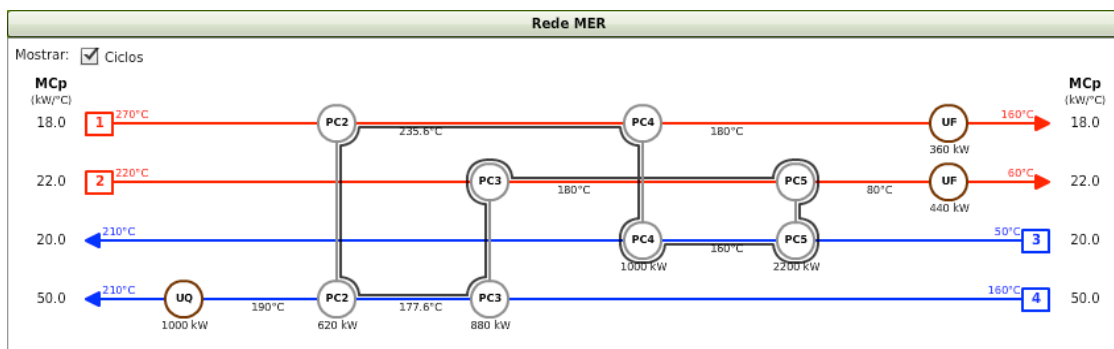 Rede MER
Mostrar: Ciclos
MCp MCp
(kW/°C) (kW/°C)
270°C 160°C
18.0 1 PC2 PC4 UF 18.0
235.6°C 180°C
360 kW
220°C 60°C
22.0 2 PC3 PC5 UF 22.0
180°C 80°C
440 kW
210°C 50°C
20.0 PC4 PC5 3 20.0
160°C
1000 kW 2200 kW
210°C 160°C
50.0 UQ PC2 PC3 4 50.0
190°C 177.6°C
1000 kW 620 kW 880 kW